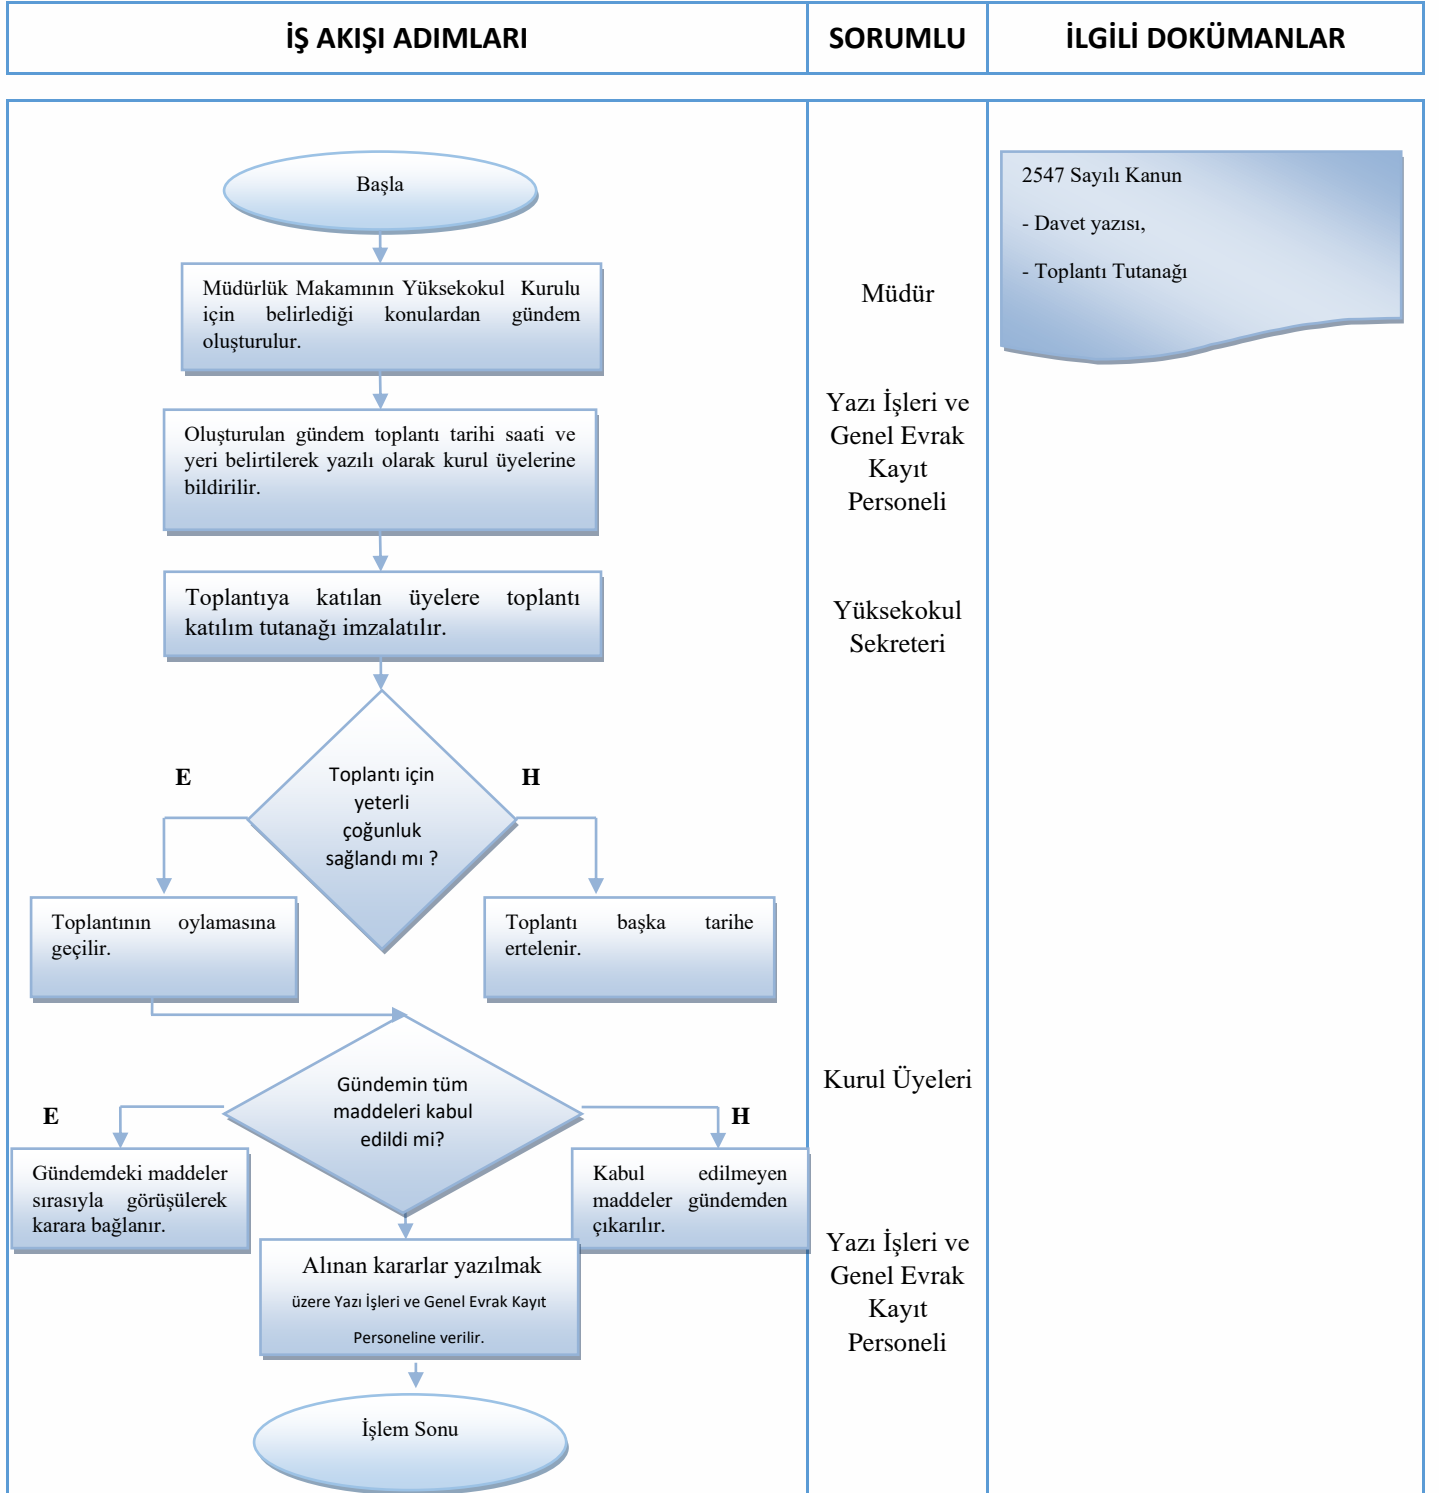 İŞ AKIŞI ADIMLARI
SORUMLU
İLGİLİ DOKÜMANLAR
Başla
Müdürlük Makamının Yüksekokul Kurulu
için belirlediği konulardan gündem
oluşturulur.
Oluşturulan gündem toplantı tarihi saati ve
yeri belirtilerek yazılı olarak kurul üyelerine
bildirilir.
Toplantıya katılan üyelere toplantı
katılım tutanağı imzalatılır.
E
H
Toplantı için
yeterli
çoğunluk
sağlandı mı ?
Toplantının oylamasına
geçilir.
Toplantı başka tarihe
ertelenir.
Gündemin tüm
maddeleri kabul
edildi mi?
E
H
Gündemdeki maddeler
sırasıyla görüşülerek
karara bağlanır.
Kabul edilmeyen
maddeler gündemden
çıkarılır.
Alınan kararlar yazılmak
üzere Yazı İşleri ve Genel Evrak Kayıt
Personeline verilir.
İşlem Sonu
Müdür
Yazı İşleri ve
Genel Evrak
Kayıt
Personeli
Yüksekokul
Sekreteri
Kurul Üyeleri
Yazı İşleri ve
Genel Evrak
Kayıt
Personeli
2547 Sayılı Kanun
- Davet yazısı,
- Toplantı Tutanağı